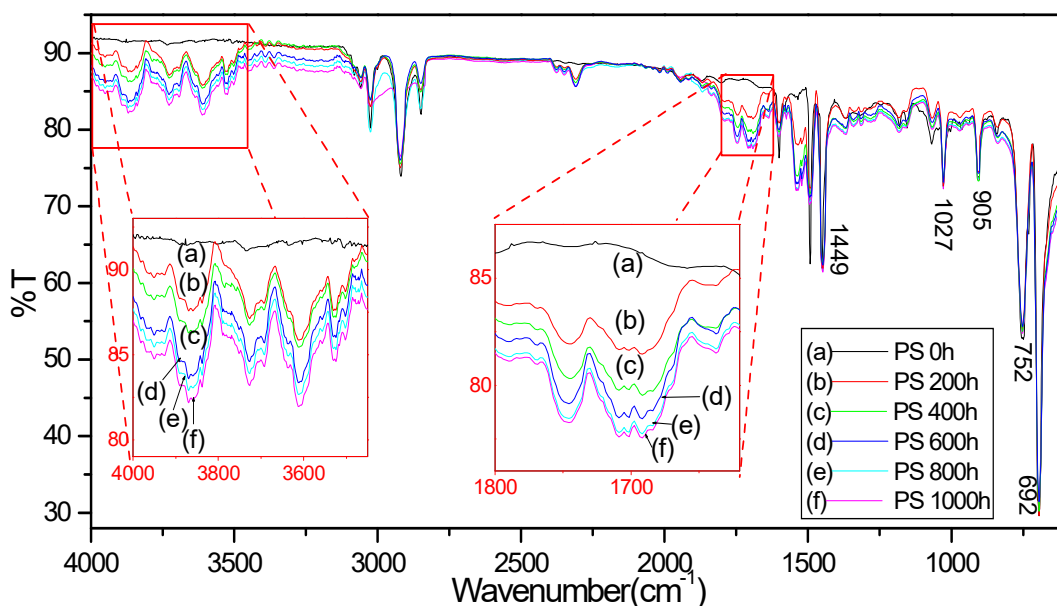 %T
90
80
70
60
50
40
30
4000
3500
3000
2500
2000
1500
1000
Wavenumber(cm⁻¹)
1449
1027
905
752
692
90
85
80
4000
3800
3600
(a)
(b)
(c)
(d)
(e)
(f)
85
80
1800
1700
(a)
(b)
(c)
(d)
(e)
(f)
(a) PS 0h
(b) PS 200h
(c) PS 400h
(d) PS 600h
(e) PS 800h
(f) PS 1000h